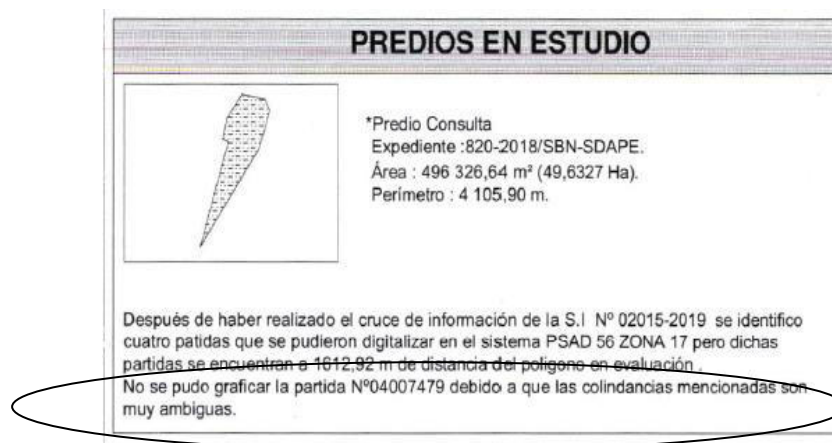 PREDIOS EN ESTUDIO
*Predio Consulta
Expediente :820-2018/SBN-SDAPE.
Área : 496 326,64 m² (49,6327 Ha).
Perímetro : 4 105,90 m.
Después de haber realizado el cruce de información de la S.I Nº 02015-2019 se identifico
cuatro patidas que se pudieron digitalizar en el sistema PSAD 56 ZONA 17 pero dichas
partidas se encuentran a 1612,92 m de distancia del poligono en evaluación .
No se pudo graficar la partida Nº04007479 debido a que las colindancias mencionadas son
muy ambiguas.